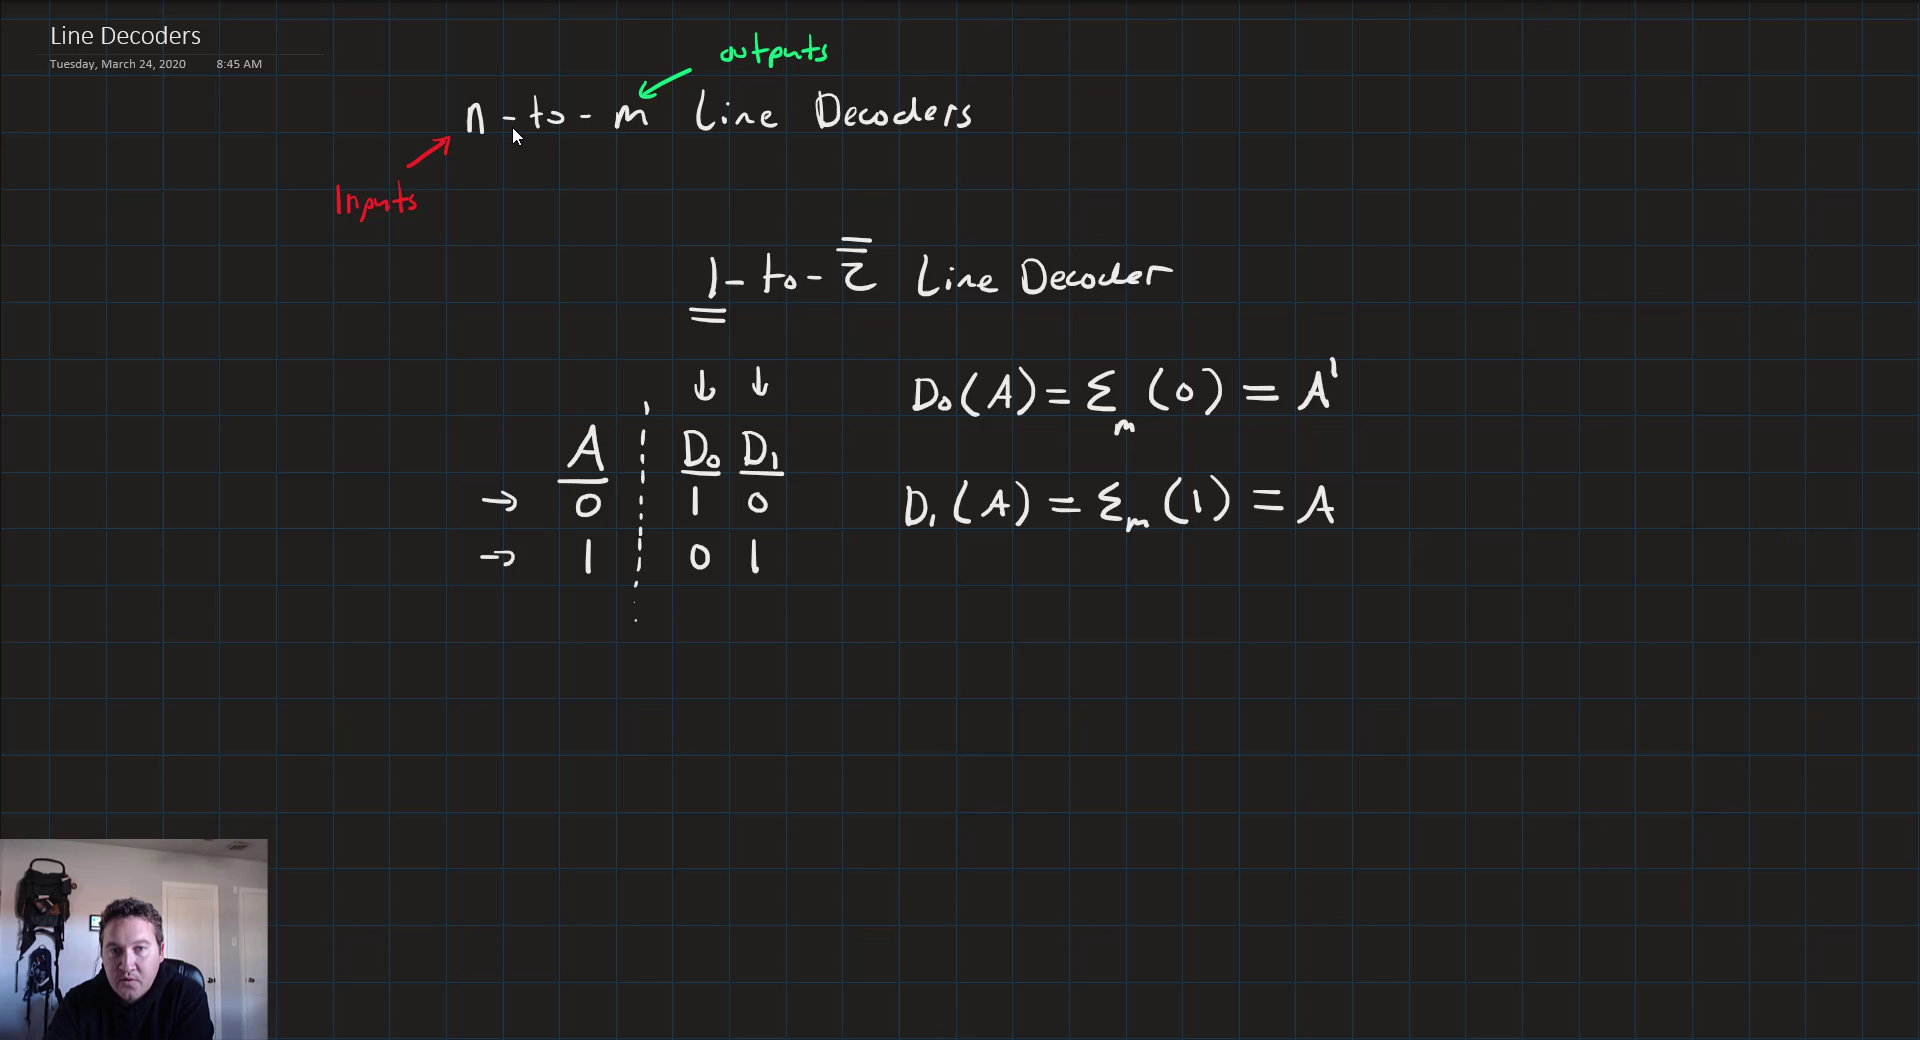 Line Decoders
Tuesday, March 24, 2020 8:45 AM
outputs
n - to - m Line Decoders
Inputs
1 - to - 2 Line Decoder
↓ ↓
D₀(A) = Σm (0) = A'
A D₀ D₁
→ 0 1 0
D₁(A) = Σm (1) = A
→ 1 0 1